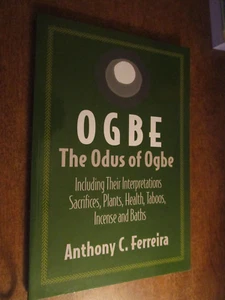 OGBE
The Odus of Ogbe
Including Their Interpretations
Sacrifices, Plants, Health, Taboos,
Incense and Baths
Anthony C. Ferreira